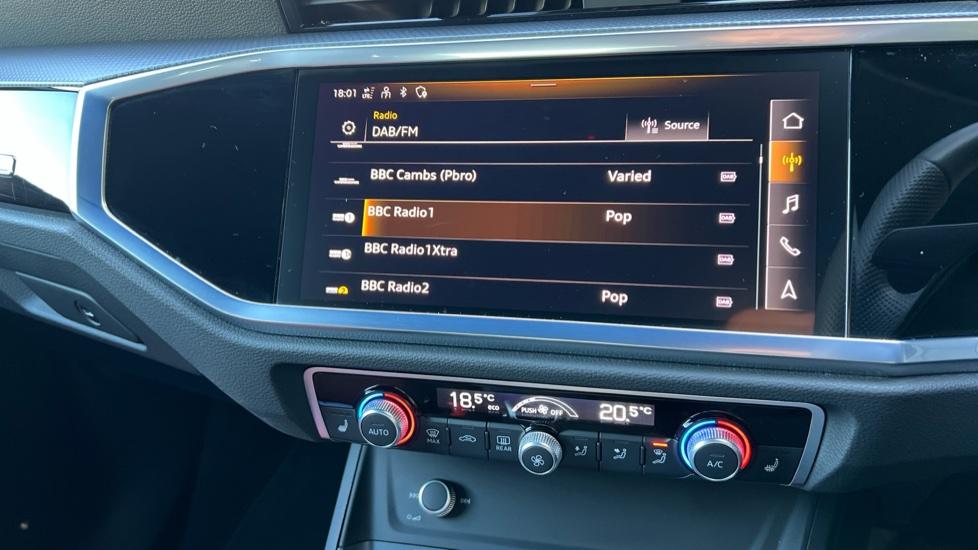 18:01
Radio
DAB/FM
Source
BBC Cambs (Pbro) Varied DAB
BBC Radio1 Pop DAB
BBC Radio1Xtra DAB
BBC Radio2 Pop DAB
18.5°C eco PUSH OFF 20.5°C
AUTO MAX REAR A/C